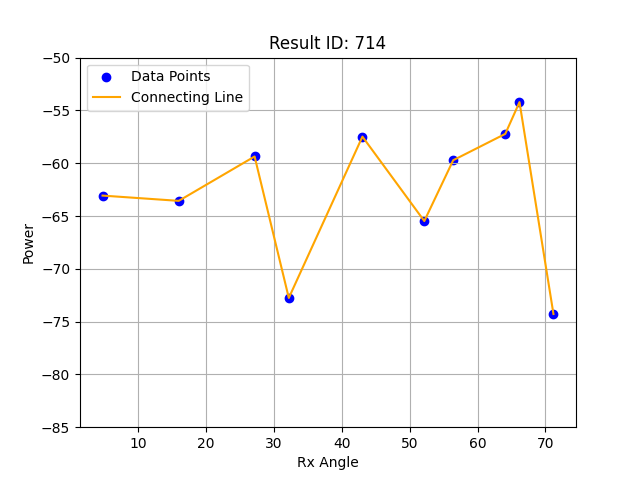 Result ID: 714
Data Points
Connecting Line
Power
−50
−55
−60
−65
−70
−75
−80
−85
10 20 30 40 50 60 70
Rx Angle